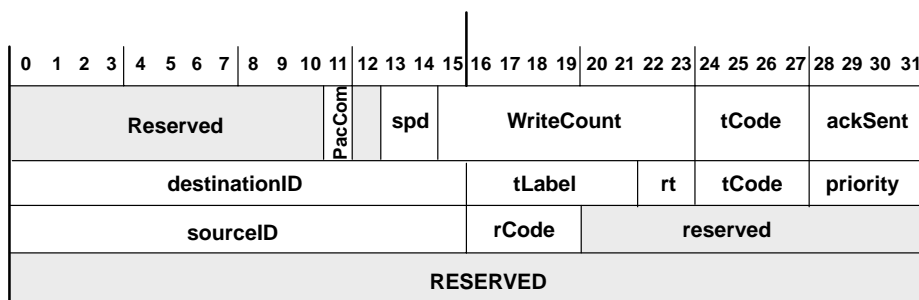 0 1 2 3 4 5 6 7 8 9 10 11 12 13 14 15 16 17 18 19 20 21 22 23 24 25 26 27 28 29 30 31
Reserved PacCom spd WriteCount tCode ackSent
destinationID tLabel rt tCode priority
sourceID rCode reserved
RESERVED